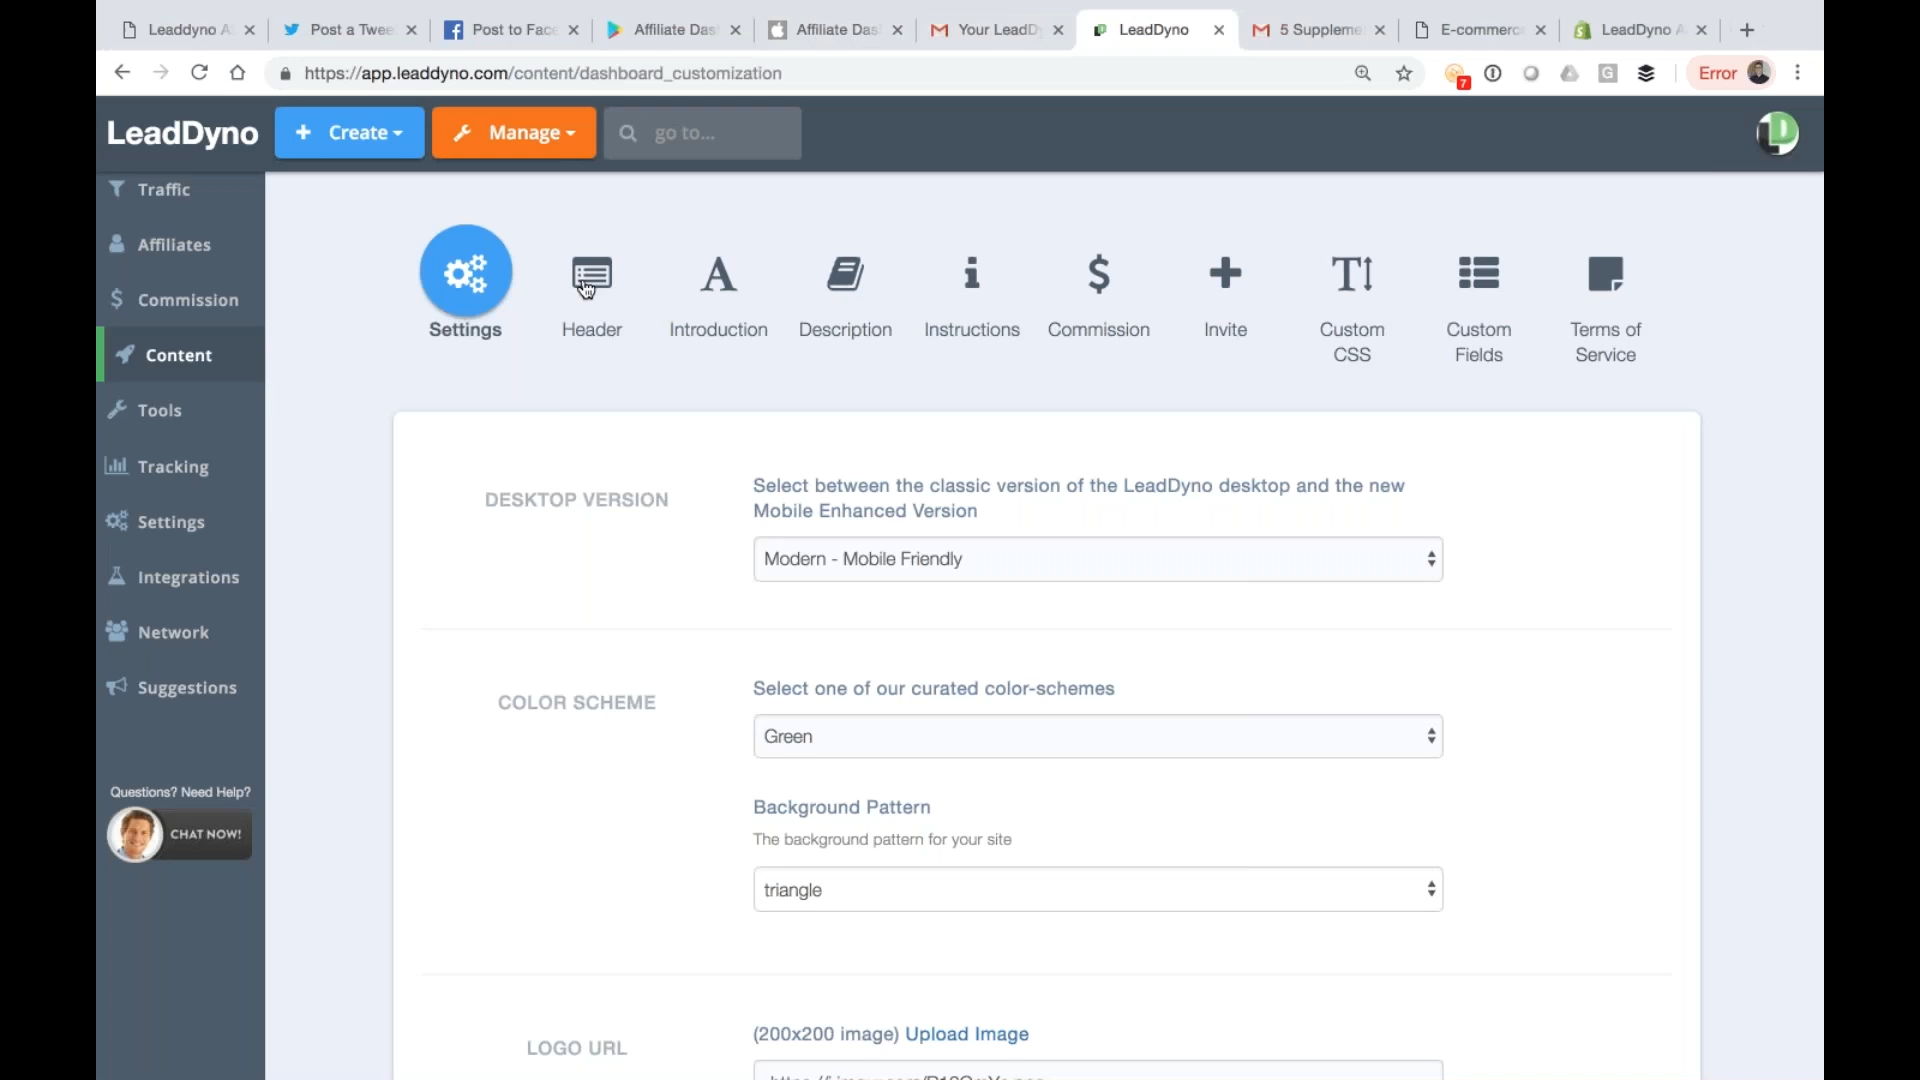 Leaddyno A
Post a Twee
Post to Face
Affiliate Das
Affiliate Das
Your LeadD
LeadDyno
5 Suppleme
E-commerc
LeadDyno A
https://app.leaddyno.com/content/dashboard_customization
7
Error
LeadDyno
Create
Manage
go to...
Traffic
Affiliates
Commission
Content
Tools
Tracking
Settings
Integrations
Network
Suggestions
Questions? Need Help?
CHAT NOW!
Settings
Header
Introduction
Description
Instructions
Commission
Invite
Custom
CSS
Custom
Fields
Terms of
Service
DESKTOP VERSION
Select between the classic version of the LeadDyno desktop and the new
Mobile Enhanced Version
Modern - Mobile Friendly
COLOR SCHEME
Select one of our curated color-schemes
Green
Background Pattern
The background pattern for your site
triangle
LOGO URL
(200x200 image) Upload Image